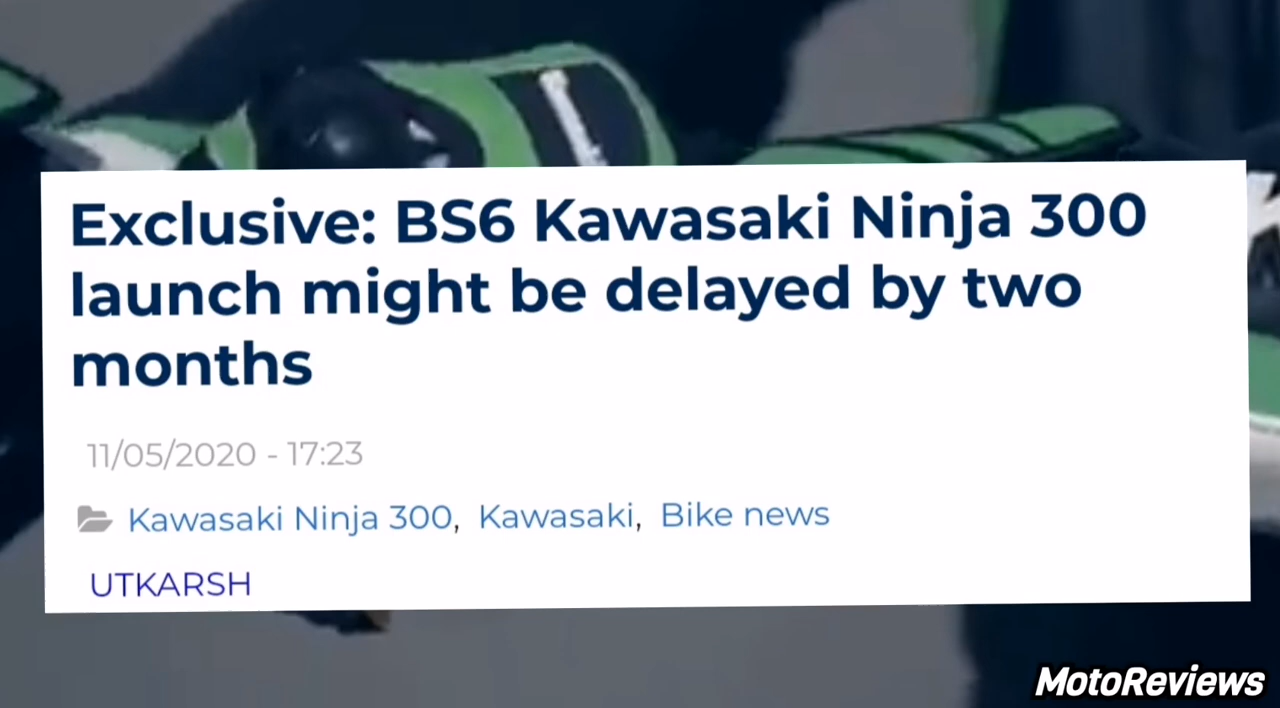 Exclusive: BS6 Kawasaki Ninja 300
launch might be delayed by two
months
11/05/2020 - 17:23
Kawasaki Ninja 300, Kawasaki, Bike news
UTKARSH
MotoReviews